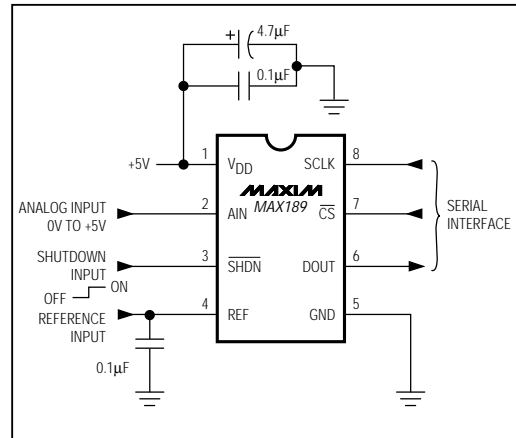 + 4.7µF
0.1µF
+5V
1 VDD SCLK 8
MAXIM
MAX189
ANALOG INPUT
0V TO +5V
2 AIN CS 7
SERIAL
INTERFACE
SHUTDOWN
INPUT
3 SHDN DOUT 6
OFF ON
REFERENCE
INPUT
4 REF GND 5
0.1µF